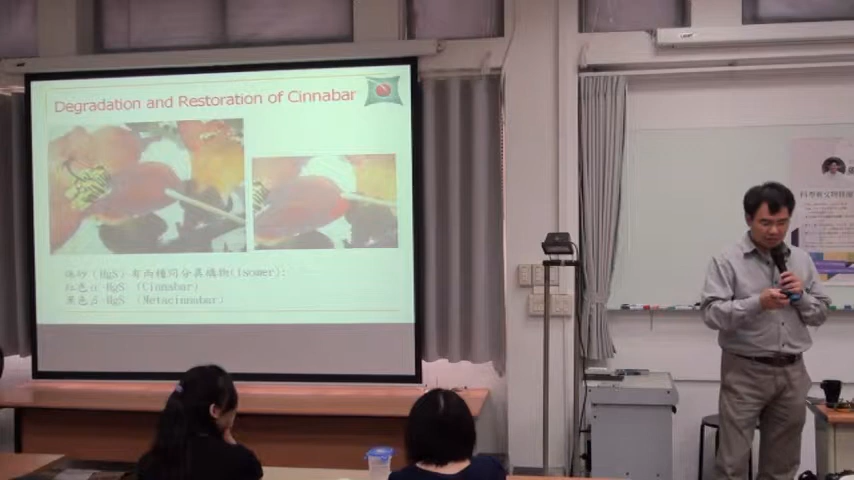 Degradation and Restoration of Cinnabar
硃砂 (HgS) 有兩種同分異構物(isomer):
紅色α-HgS (Cinnabar)
黑色β-HgS (Metacinnabar)